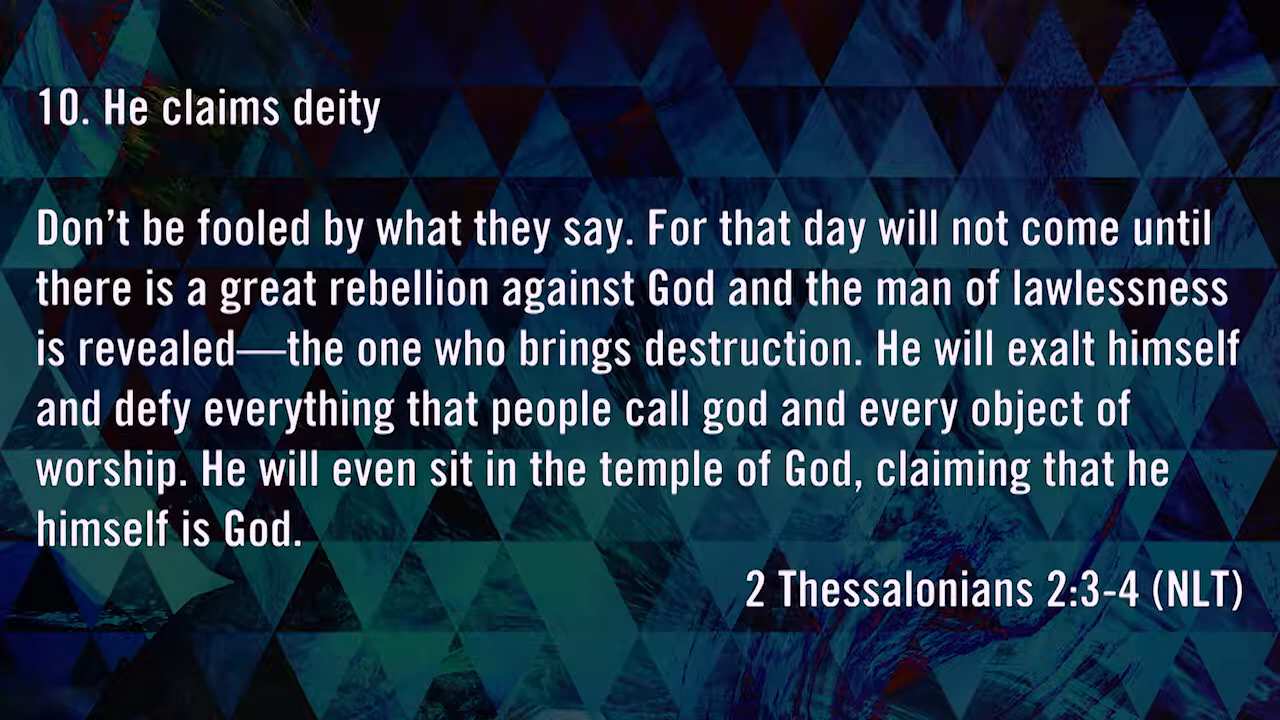 10. He claims deity
Don’t be fooled by what they say. For that day will not come until
there is a great rebellion against God and the man of lawlessness
is revealed—the one who brings destruction. He will exalt himself
and defy everything that people call god and every object of
worship. He will even sit in the temple of God, claiming that he
himself is God.
2 Thessalonians 2:3-4 (NLT)